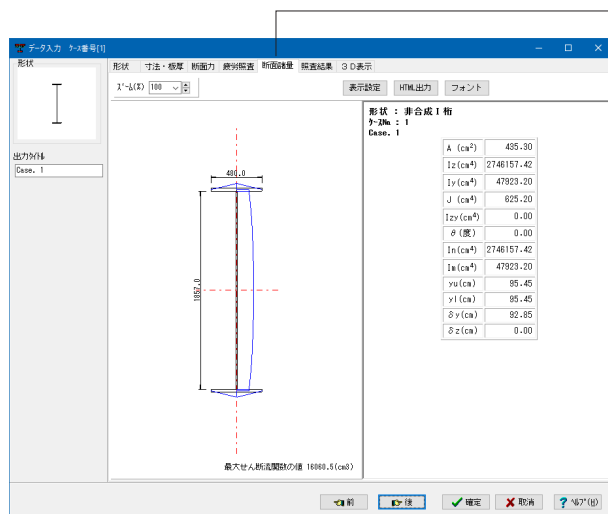 データ入力 ケース番号[1]
形状
出力タイトル
Case. 1
形状 寸法・板厚 断面力 疲労照査 断面諸量 照査結果 3D表示
ズーム(%) 100
表示設定 HTML出力 フォント
480.0
1857.0
最大せん断流関数の値 16060.5(cm3)
形状 : 非合成I桁
ケースNo : 1
Case. 1
A (cm²) 435.30
Iz(cm⁴) 2746157.42
Iy(cm⁴) 47923.20
J (cm⁴) 625.20
Izy(cm⁴) 0.00
θ(度) 0.00
In(cm⁴) 2746157.42
Im(cm⁴) 47923.20
yu(cm) 95.45
yl(cm) 95.45
δy(cm) 92.85
δz(cm) 0.00
前 後 確定 取消 ヘルプ(H)